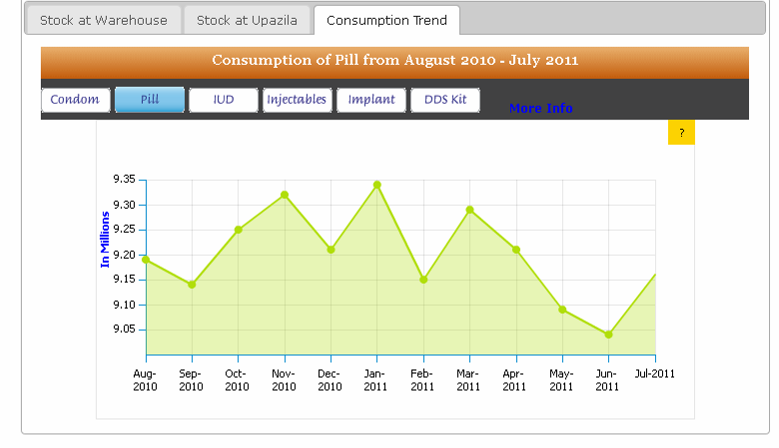 Stock at Warehouse Stock at Upazila Consumption Trend
Consumption of Pill from August 2010 - July 2011
Condom Pill IUD Injectables Implant DDS Kit More Info
?
9.35
9.30
9.25
9.20
9.15
9.10
9.05
In Millions
Aug- Sep- Oct- Nov- Dec- Jan- Feb- Mar- Apr- May- Jun- Jul-2011
2010 2010 2010 2010 2010 2011 2011 2011 2011 2011 2011